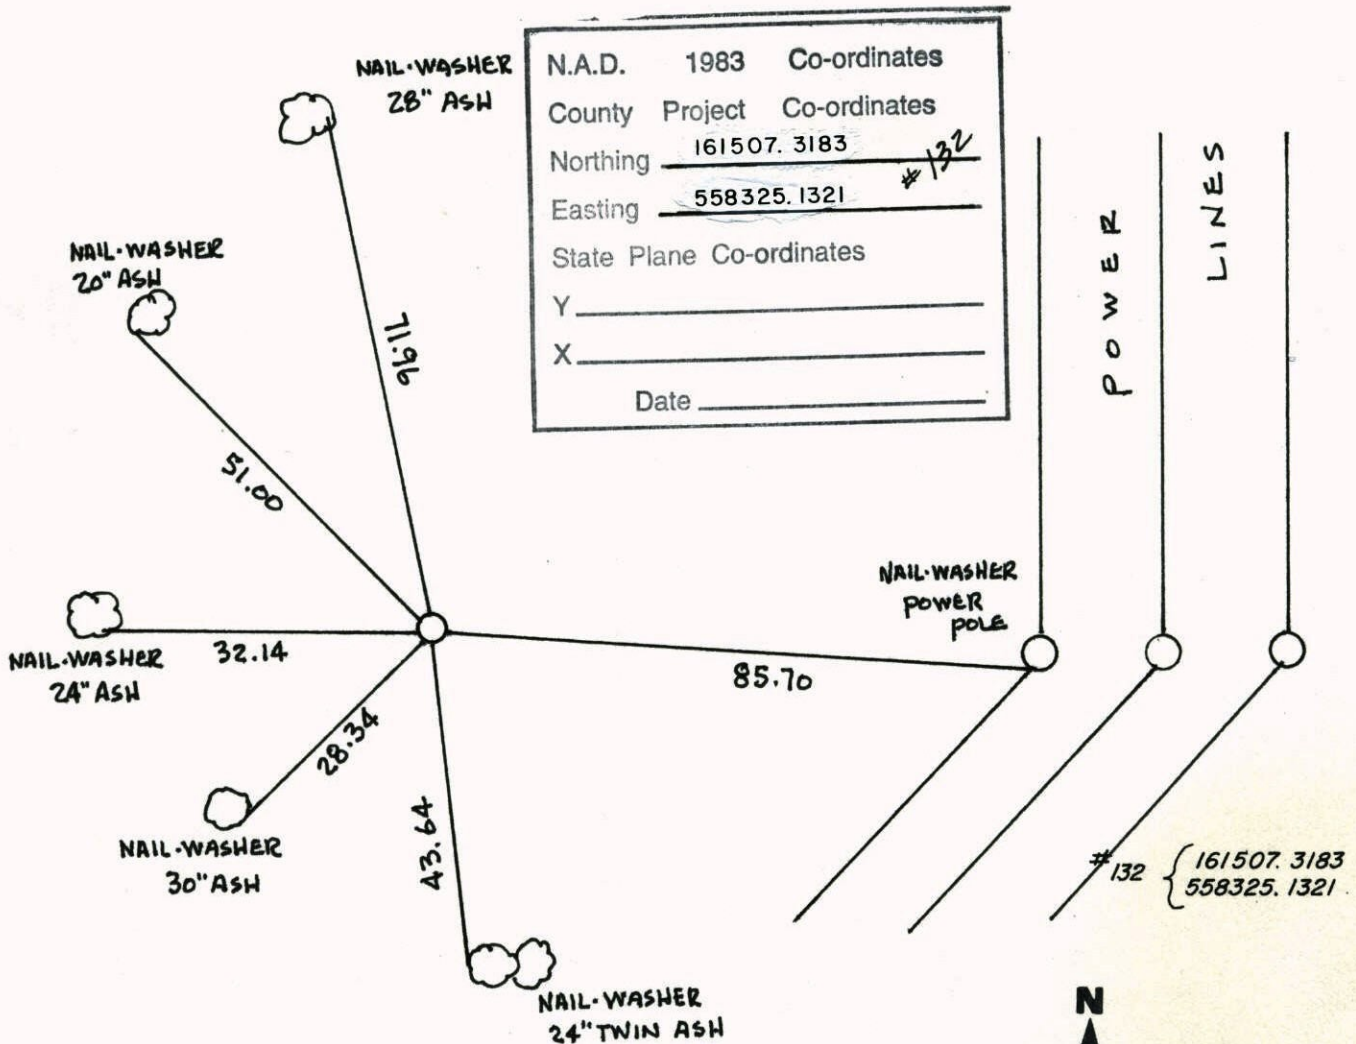 NAIL·WASHER
28" ASH
N.A.D. 1983 Co-ordinates
County Project Co-ordinates
Northing 161507.3183
#132
Easting 558325.1321
State Plane Co-ordinates
Y
X
Date
POWER
LINES
NAIL·WASHER
20" ASH
71.96
51.00
NAIL·WASHER
POWER
POLE
32.14
NAIL·WASHER
24" ASH
85.70
28.34
43.64
NAIL·WASHER
30" ASH
#132
161507.3183
558325.1321
NAIL·WASHER
24" TWIN ASH
N